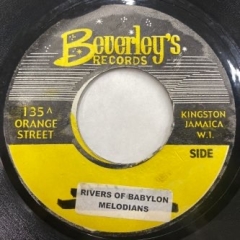 Beverley's
RECORDS
135A
ORANGE
STREET
KINGSTON
JAMAICA
W.I.
SIDE
RIVERS OF BABYLON
MELODIANS